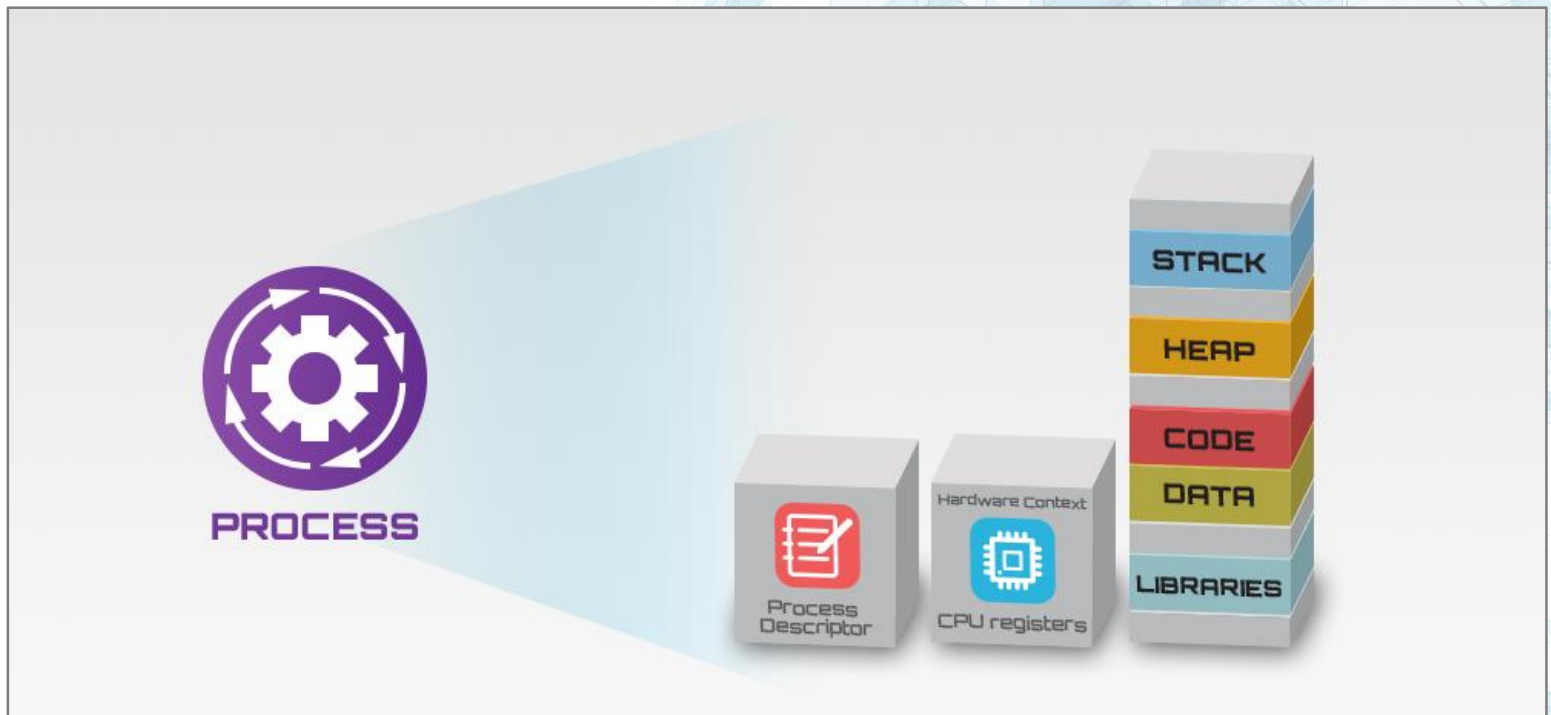 PROCESS
Process
Descriptor
Hardware Context
CPU registers
STACK
HEAP
CODE
DATA
LIBRARIES